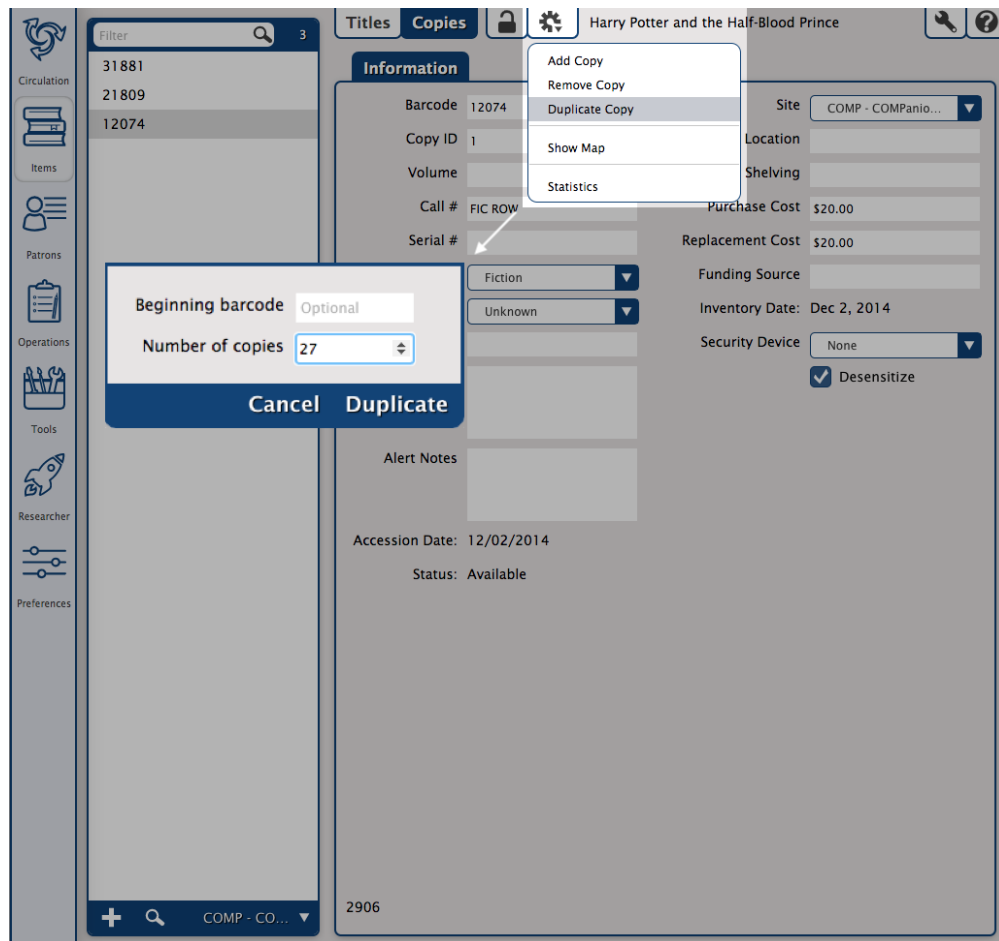 Circulation
Items
Patrons
Operations
Tools
Researcher
Preferences
Filter 3
31881
21809
12074
COMP - CO...
Titles Copies Harry Potter and the Half-Blood Prince
Add Copy
Remove Copy
Duplicate Copy
Show Map
Statistics
Information
Barcode 12074
Copy ID 1
Volume
Call # FIC ROW
Serial #
Fiction
Unknown
Alert Notes
Accession Date: 12/02/2014
Status: Available
2906
Site COMP - COMPanio...
Location
Shelving
Purchase Cost $20.00
Replacement Cost $20.00
Funding Source
Inventory Date: Dec 2, 2014
Security Device None
Desensitize
Beginning barcode Optional
Number of copies 27
Cancel Duplicate